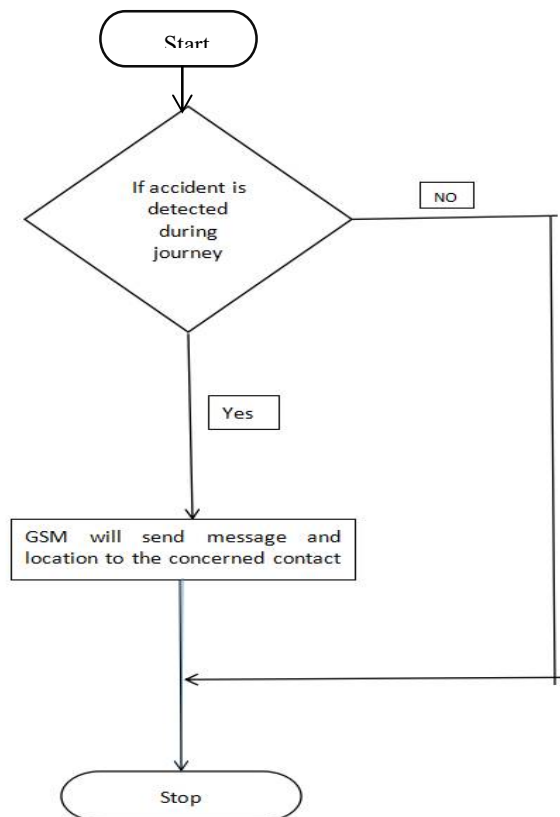 Start
If accident is
detected
during
journey
NO
Yes
GSM will send message and
location to the concerned contact
Stop